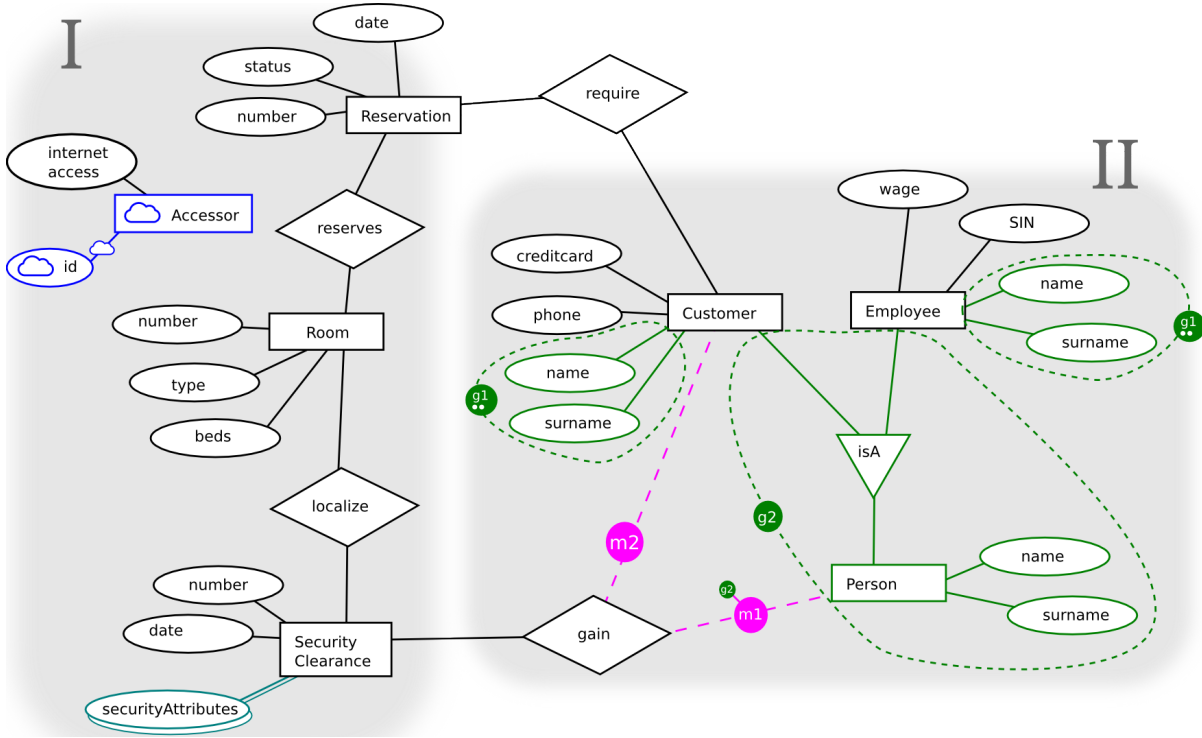 I
date
status
number
Reservation
require
internet
access
Accessor
id
reserves
II
wage
SIN
creditcard
name
phone
Customer
Employee
g1
surname
number
Room
type
name
g1
surname
beds
isA
localize
g2
m2
name
number
Person
g2
m1
surname
date
Security
Clearance
gain
securityAttributes